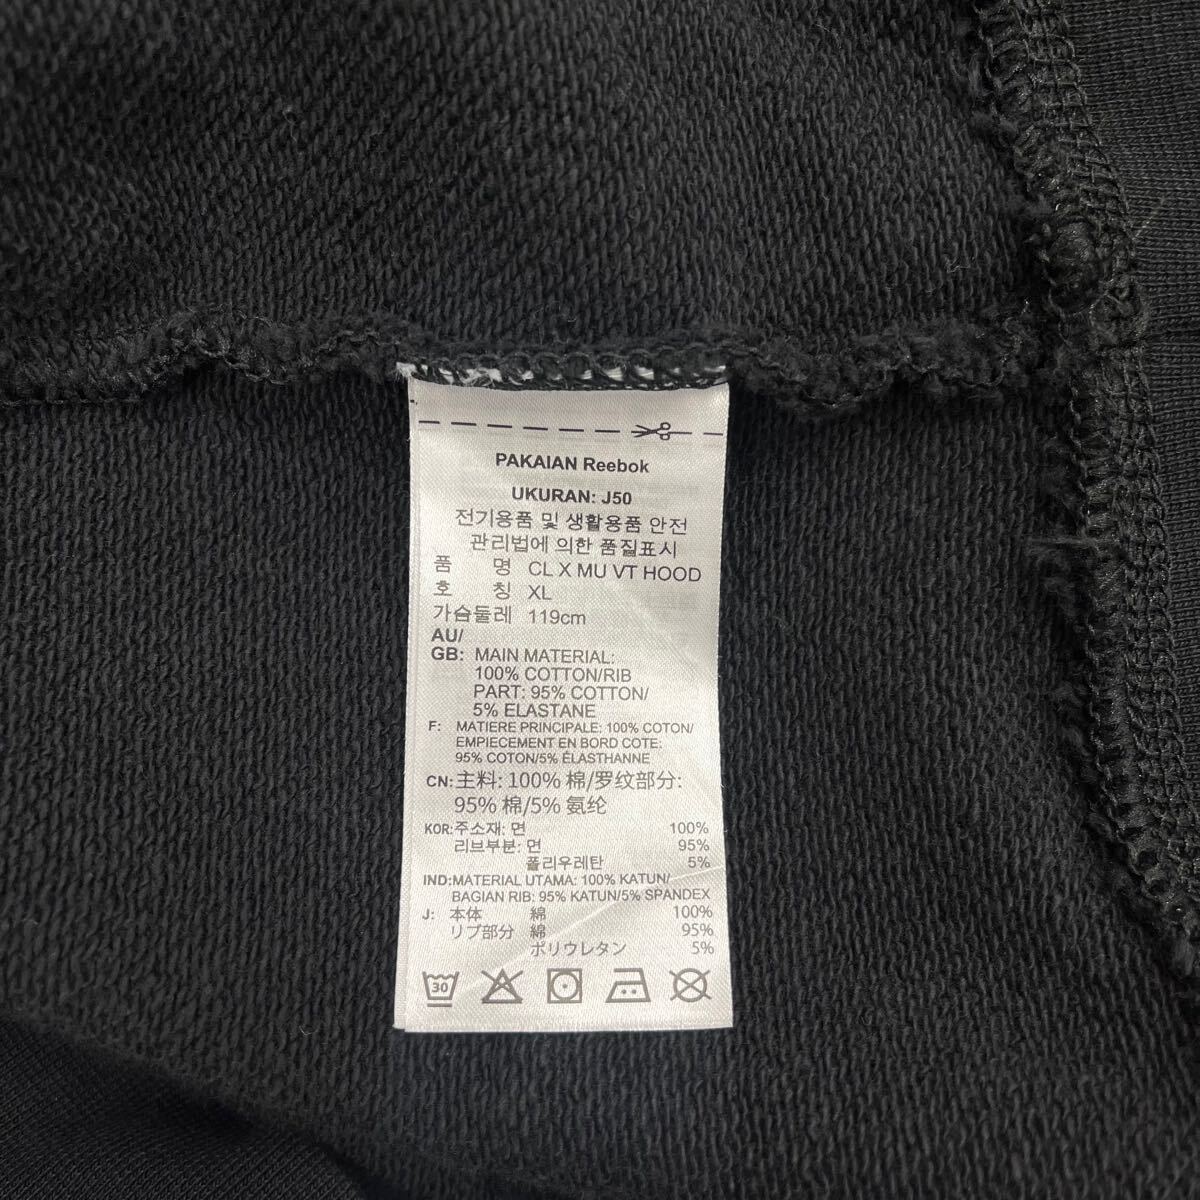 PAKAIAN Reebok
UKURAN: J50
전기용품 및 생활용품 안전
관리법에 의한 품질표시
품 명 CL X MU VT HOOD
호 칭 XL
가슴둘레 119cm
AU/
GB: MAIN MATERIAL:
100% COTTON/RIB
PART: 95% COTTON/
5% ELASTANE
F: MATIERE PRINCIPALE: 100% COTON/
EMPIECEMENT EN BORD COTE:
95% COTON/5% ÉLASTHANNE
CN: 主料: 100% 棉/罗纹部分:
95% 棉/5% 氨纶
KOR: 주소재: 면 100%
리브부분: 면 95%
폴리우레탄 5%
IND: MATERIAL UTAMA: 100% KATUN/
BAGIAN RIB: 95% KATUN/5% SPANDEX
J: 本体 綿 100%
リブ部分 綿 95%
ポリウレタン 5%
30